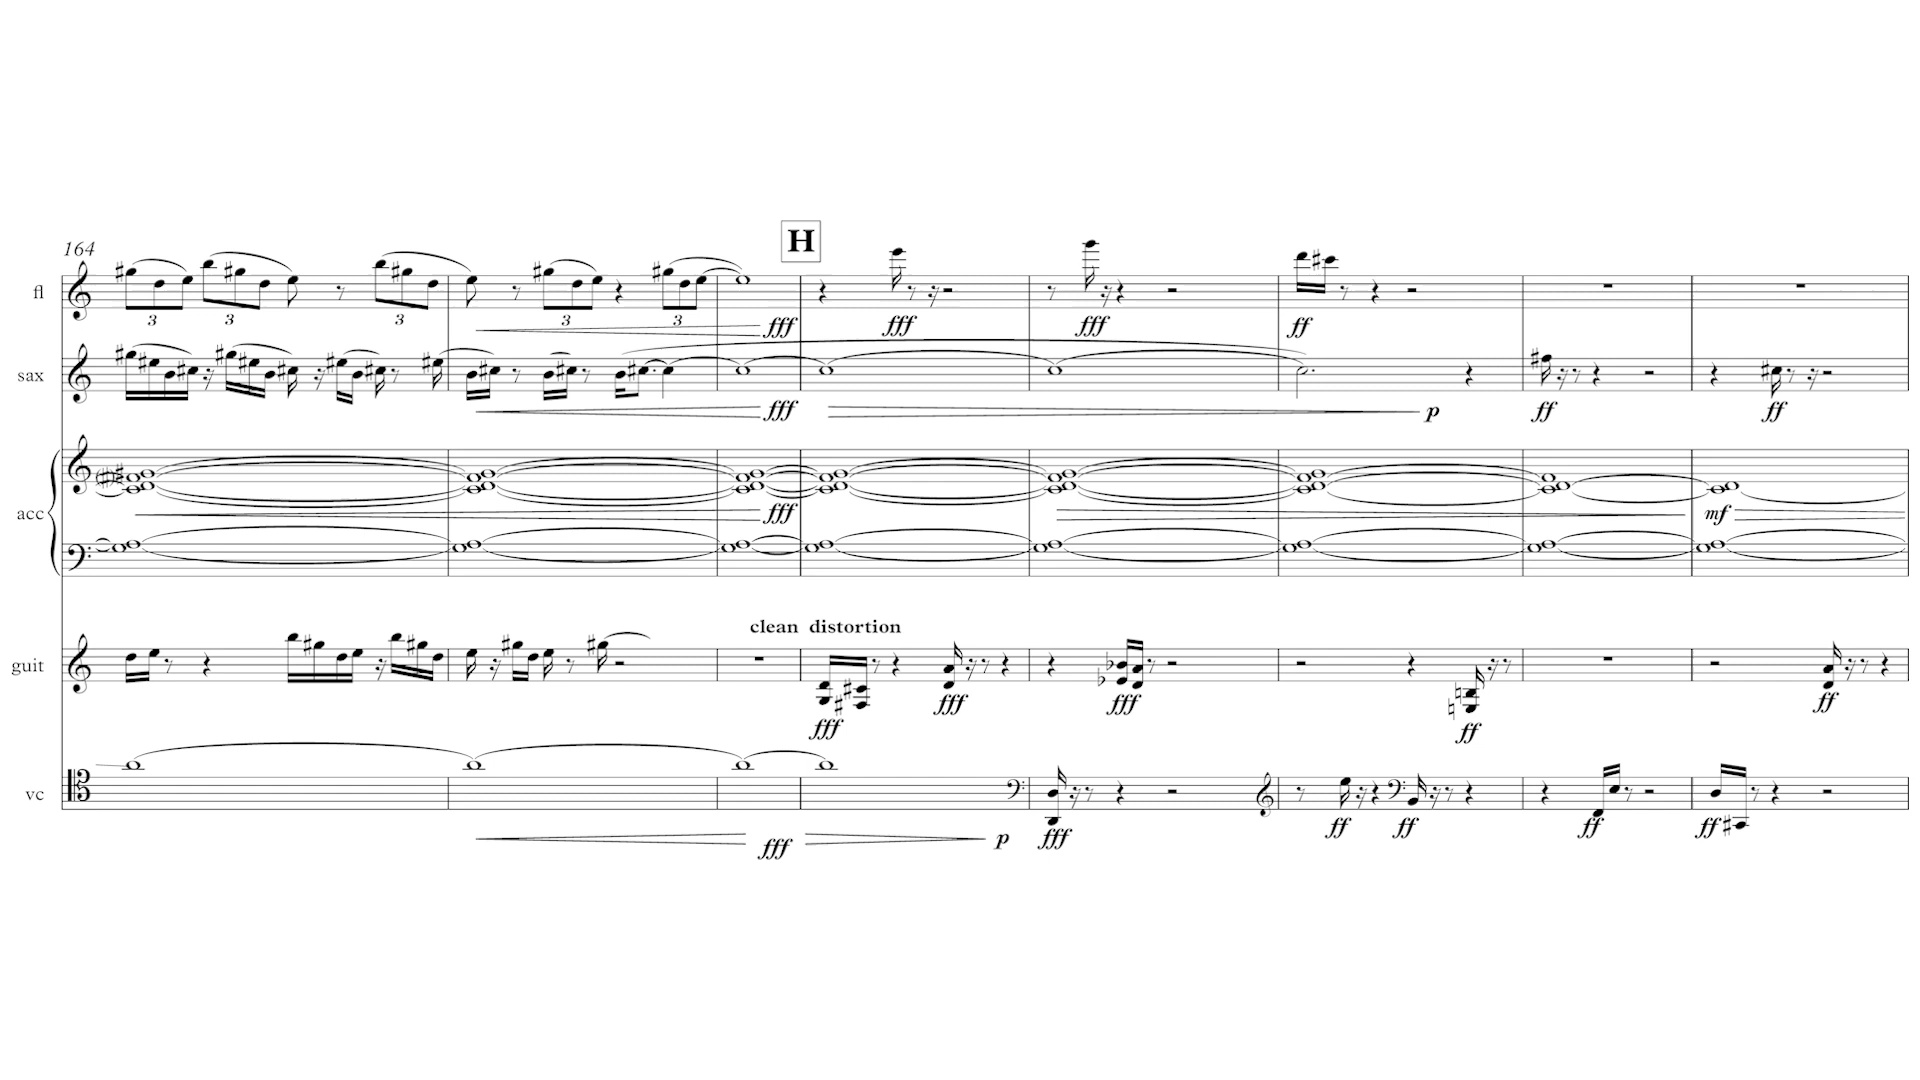 H
164
fl
3 3 3 3 3
fff fff fff ff
sax
fff p ff ff
acc
fff mf
clean distortion
guit
fff fff fff ff ff
vc
fff p fff ff ff ff ff